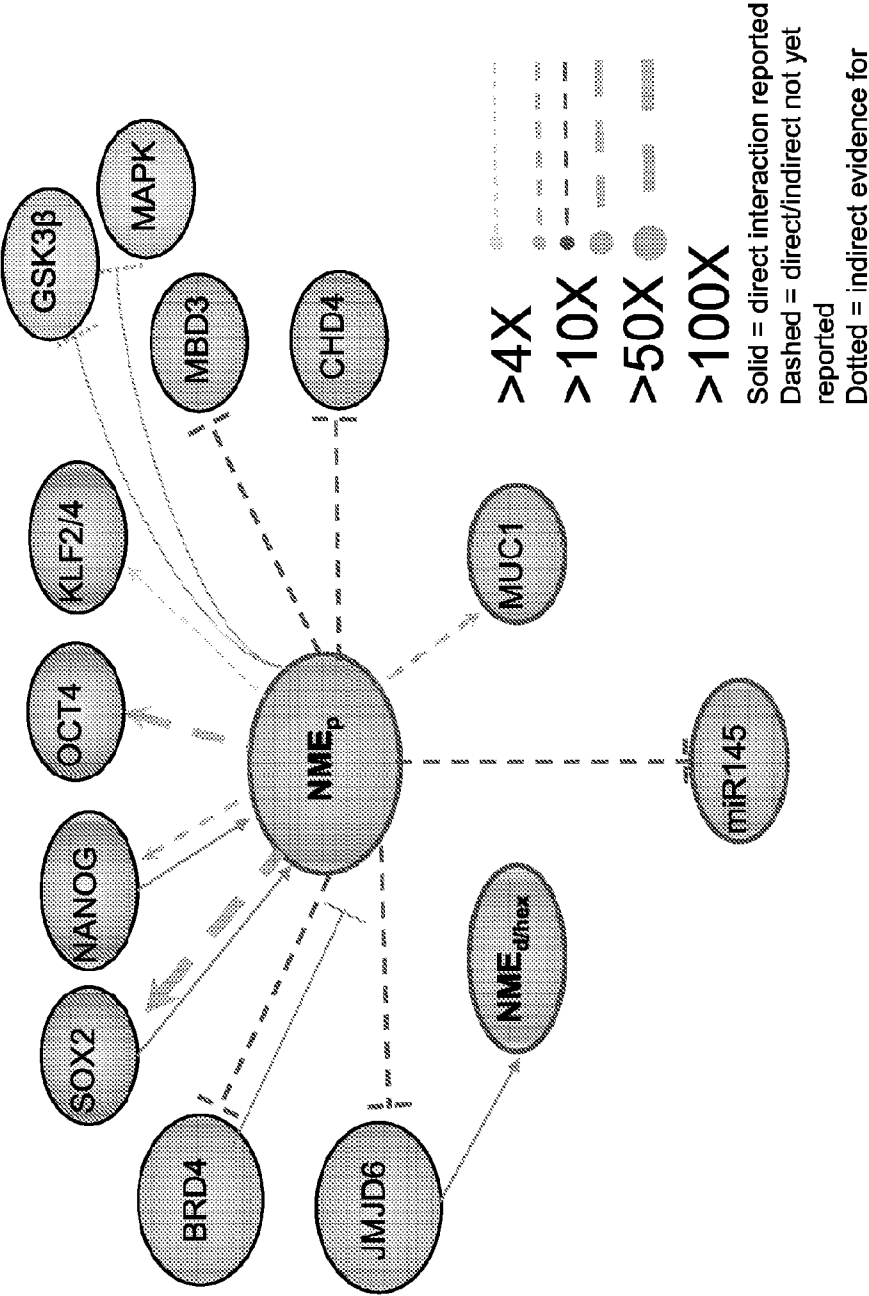 GSK3β
MAPK
KLF2/4
MBD3
OCT4
CHD4
NANOG
SOX2
NMEp
MUC1
BRD4
JMJD6
NMEd/hex
miR145
>4X
>10X
>50X
>100X
Solid = direct interaction reported
Dashed = direct/indirect not yet
reported
Dotted = indirect evidence for